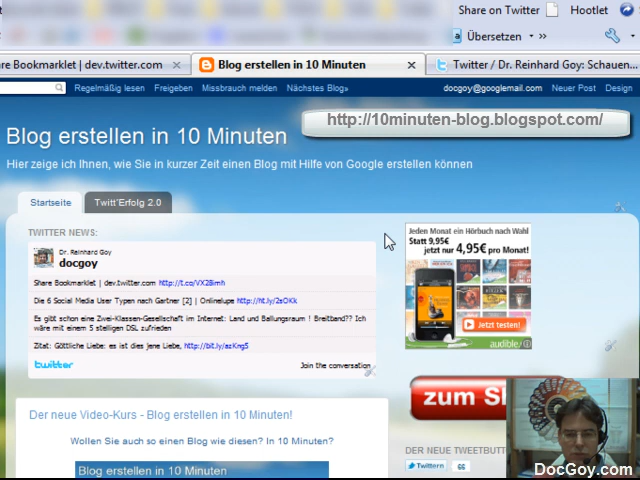 Share on Twitter Hootlet
Übersetzen
re Bookmarklet | dev.twitter.com
Blog erstellen in 10 Minuten
Twitter / Dr. Reinhard Goy: Schauen...
Regelmäßig lesen Freigeben Missbrauch melden Nächstes Blog»
docgoy@googlemail.com Neuer Post Design
http://10minuten-blog.blogspot.com/
Blog erstellen in 10 Minuten
Hier zeige ich Ihnen, wie Sie in kurzer Zeit einen Blog mit Hilfe von Google erstellen können
Startseite Twitt´Erfolg 2.0
TWITTER NEWS:
Dr. Reinhard Goy
docgoy
Share Bookmarklet | dev.twitter.com
Die 6 Social Media User Typen nach Gartner [2] | Onlinelupe http://ht.ly/2sOKk
Es gibt schon eine Zwei-Klassen-Gesellschaft im Internet: Land und Ballungsraum ! Breitband?? Ich
wäre mit einem 5 stelligen DSL zufrieden
Zitat: Göttliche Liebe: es ist dies jene Liebe, http://bit.ly/azKng5
twitter
Join the conversation
Jeden Monat ein Hörbuch nach Wahl
Statt 9,95€
jetzt nur 4,95€ pro Monat!
Jetzt testen!
audible
zum S
Der neue Video-Kurs - Blog erstellen in 10 Minuten!
Wollen Sie auch so einen Blog wie diesen? In 10 Minuten?
Blog erstellen in 10 Minuten
DER NEUE TWEETBUTT
Twittern
DocGoy.com